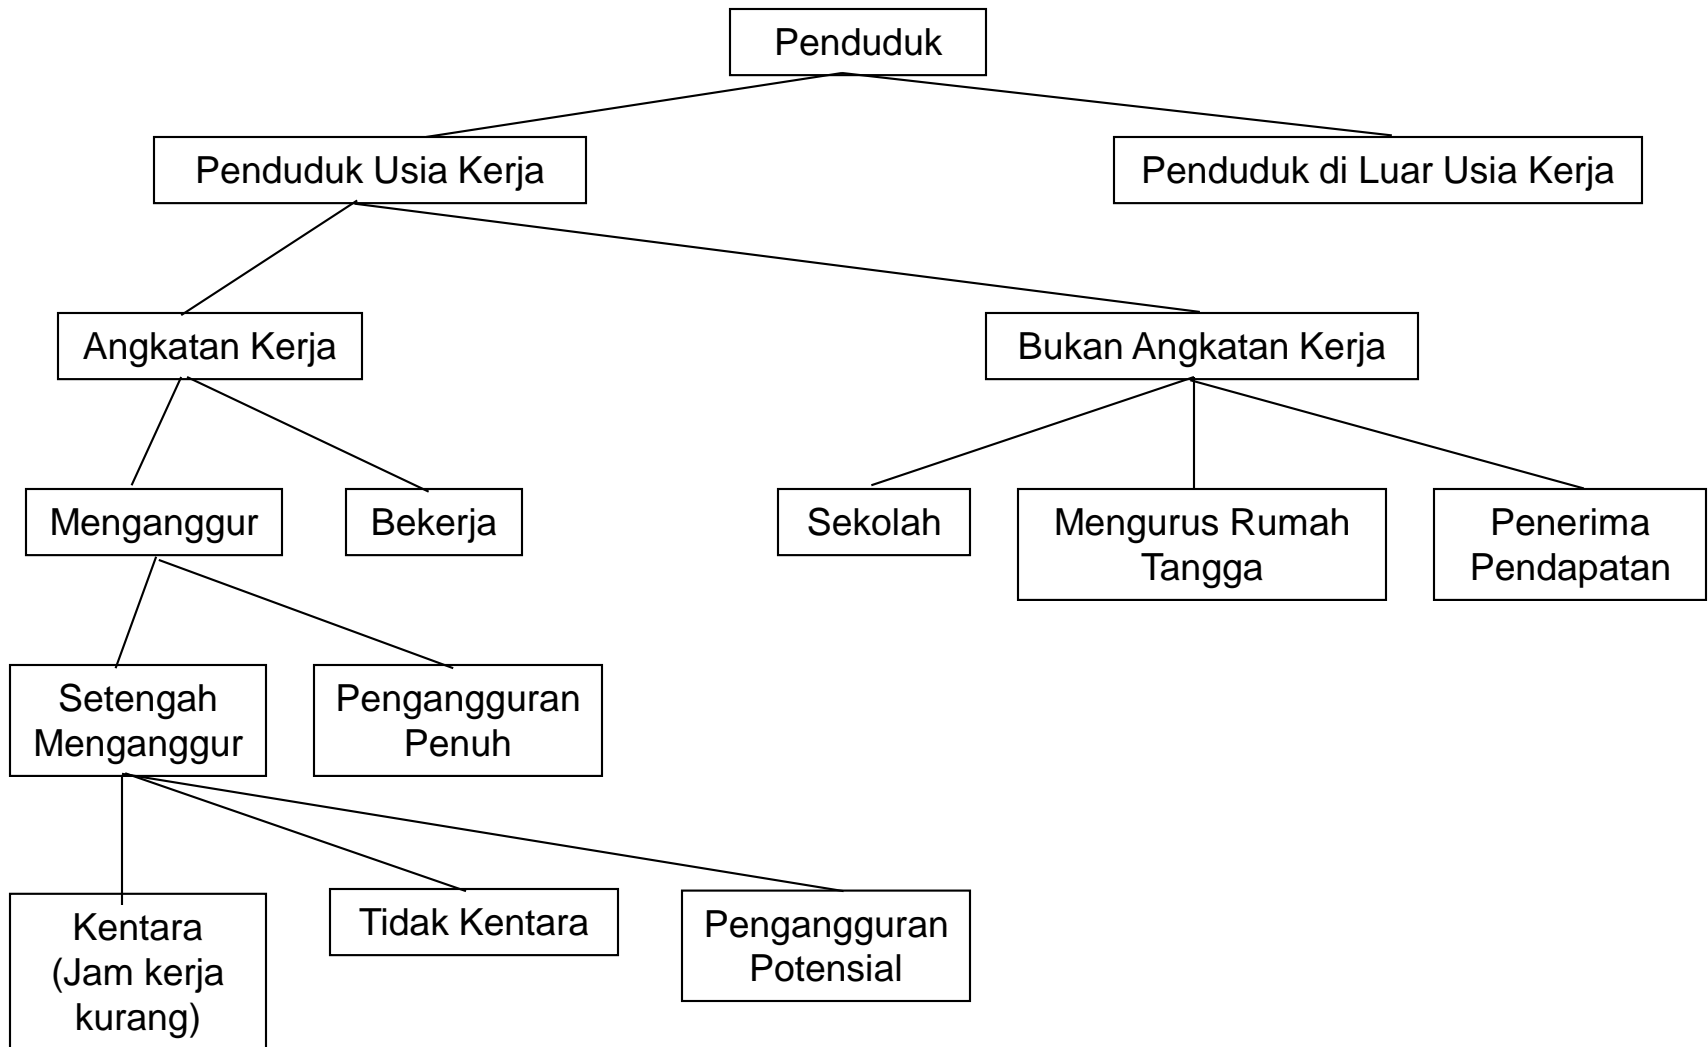 Penduduk
Penduduk Usia Kerja
Penduduk di Luar Usia Kerja
Angkatan Kerja
Bukan Angkatan Kerja
Menganggur
Bekerja
Sekolah
Mengurus Rumah
Tangga
Penerima
Pendapatan
Setengah
Menganggur
Pengangguran
Penuh
Kentara
(Jam kerja
kurang)
Tidak Kentara
Pengangguran
Potensial